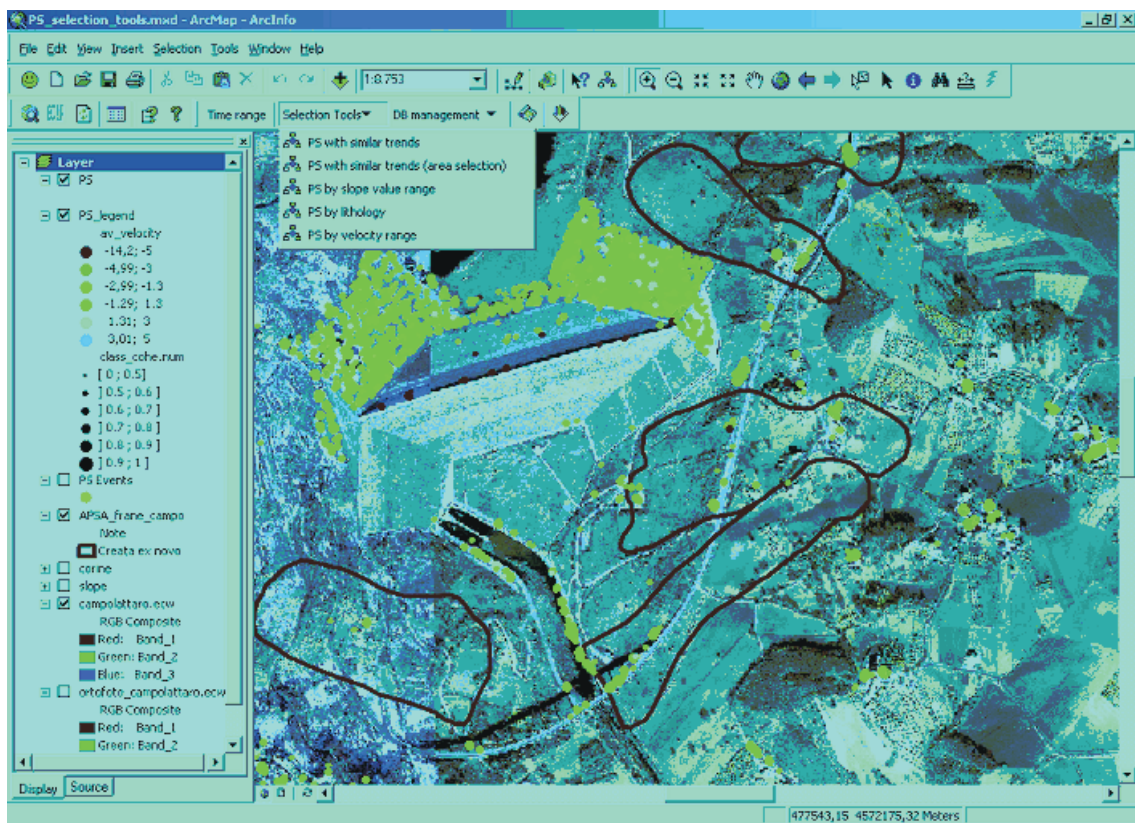 PS_selection_tools.mxd - ArcMap - ArcInfo
File Edit View Insert Selection Tools Window Help
1:8.753
Time range Selection Tools DB management
PS with similar trends
PS with similar trends (area selection)
PS by slope value range
PS by lithology
PS by velocity range
Layer
PS
PS_legend
av_velocity
-14,2; -5
-4,99; -3
-2,99; -1.3
-1.29; 1.3
1.31; 3
3,01; 5
class_cohe.num
[ 0 ; 0.5]
] 0.5 ; 0.6 ]
] 0.6 ; 0.7 ]
] 0.7 ; 0.8 ]
] 0.8 ; 0.9 ]
] 0.9 ; 1 ]
PS Events
APSA_frane_campo
Note
Creata ex novo
corine
slope
campolattaro.ecw
RGB Composite
Red: Band_1
Green: Band_2
Blue: Band_3
ortofoto_campolattaro.ecw
RGB Composite
Red: Band_1
Green: Band_2
Display Source
477543,15 4572175,32 Meters